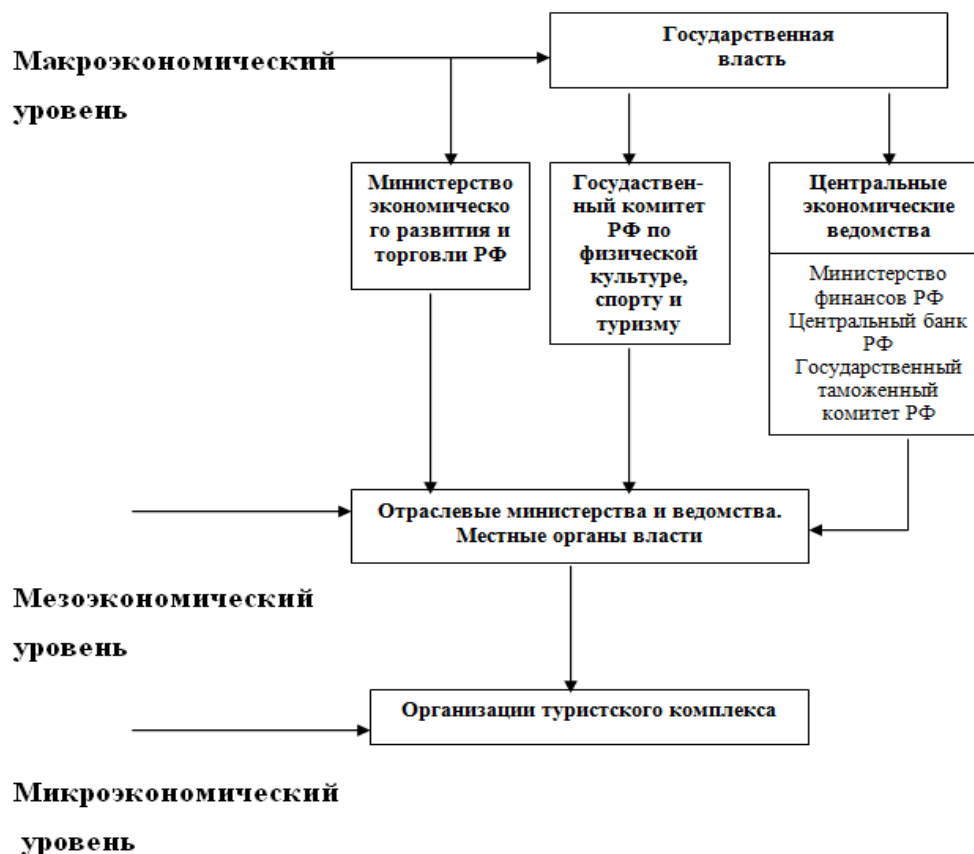 Государственная
власть
Макроэкономический
уровень
Министерство
экономическо
го развития и
торговли РФ
Госудаствен-
ный комитет
РФ по
физической
культуре,
спорту и
туризму
Центральные
экономические
ведомства
Министерство
финансов РФ
Центральный банк
РФ
Государственный
таможенный
комитет РФ
Отраслевые министерства и ведомства.
Местные органы власти
Мезоэкономический
уровень
Организации туристского комплекса
Микроэкономический
уровень